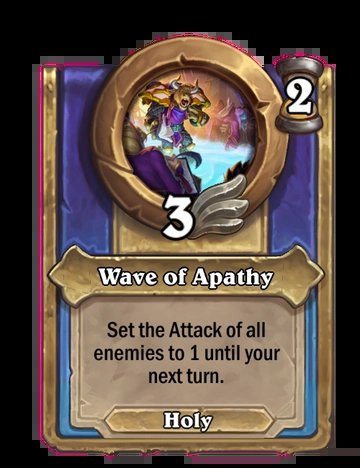 2
3
Wave of Apathy
Set the Attack of all
enemies to 1 until your
next turn.
Holy